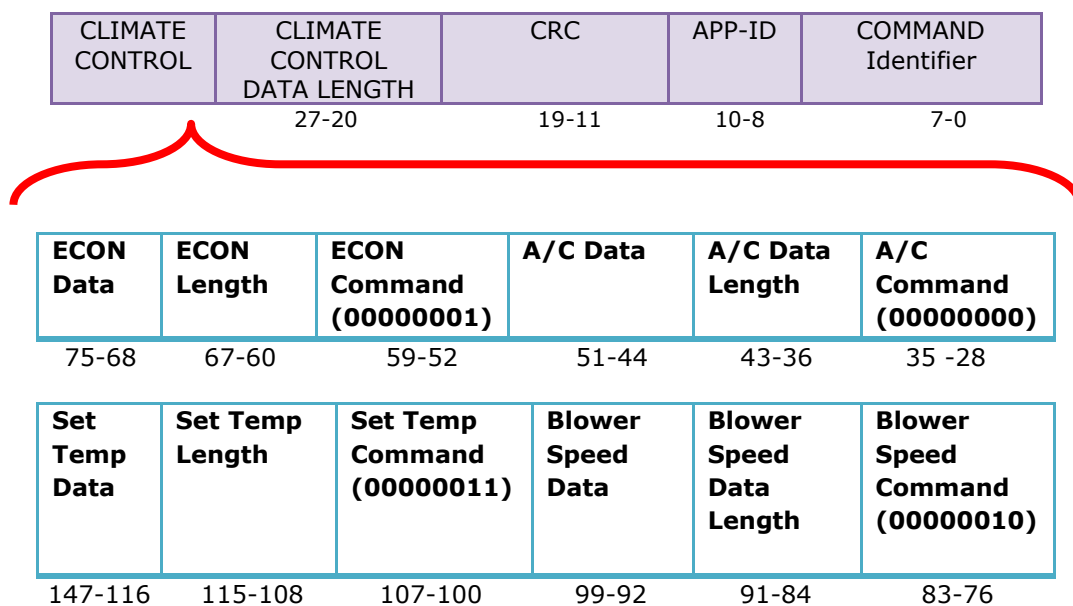 CLIMATE CONTROL
CLIMATE CONTROL DATA LENGTH
CRC
APP-ID
COMMAND Identifier
27-20
19-11
10-8
7-0
ECON Data
ECON Length
ECON Command (00000001)
A/C Data
A/C Data Length
A/C Command (00000000)
75-68
67-60
59-52
51-44
43-36
35 -28
Set Temp Data
Set Temp Length
Set Temp Command (00000011)
Blower Speed Data
Blower Speed Data Length
Blower Speed Command (00000010)
147-116
115-108
107-100
99-92
91-84
83-76